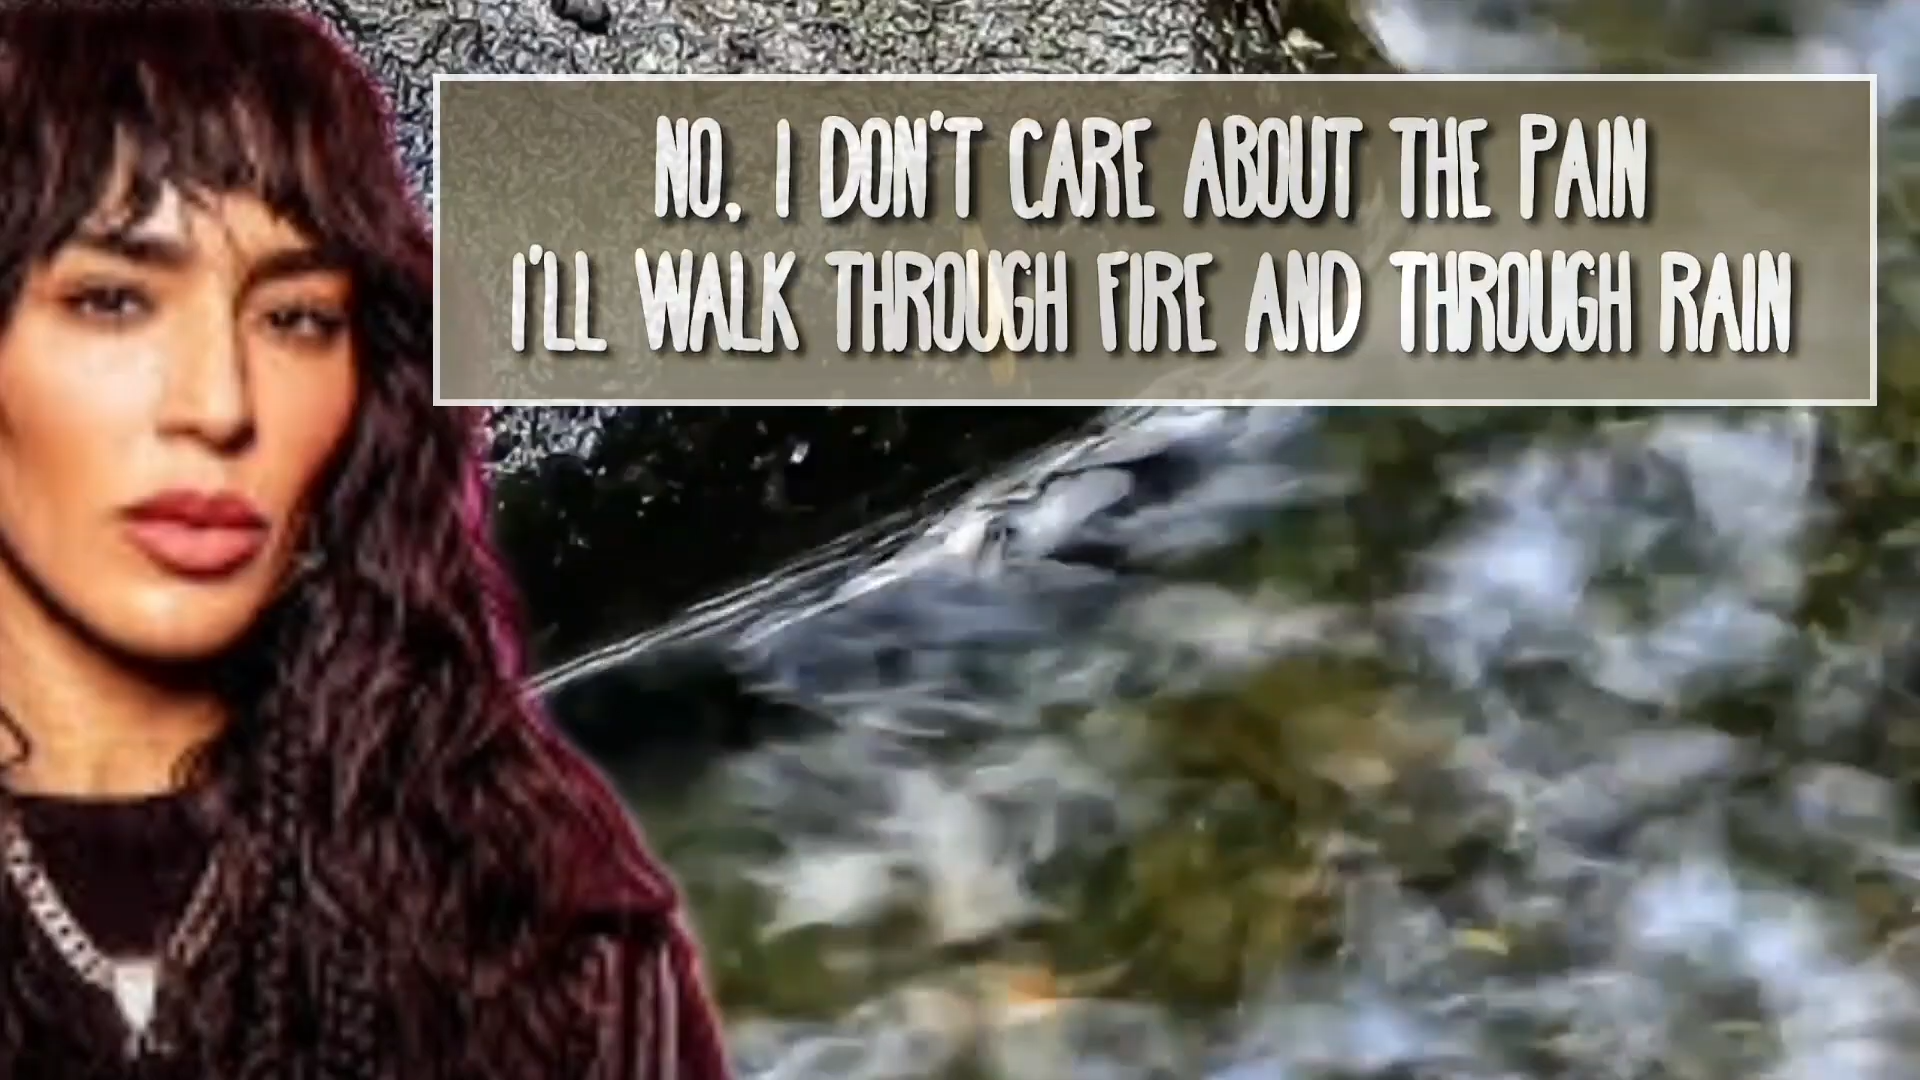 NO, I DON'T CARE ABOUT THE PAIN
I'LL WALK THROUGH FIRE AND THROUGH RAIN